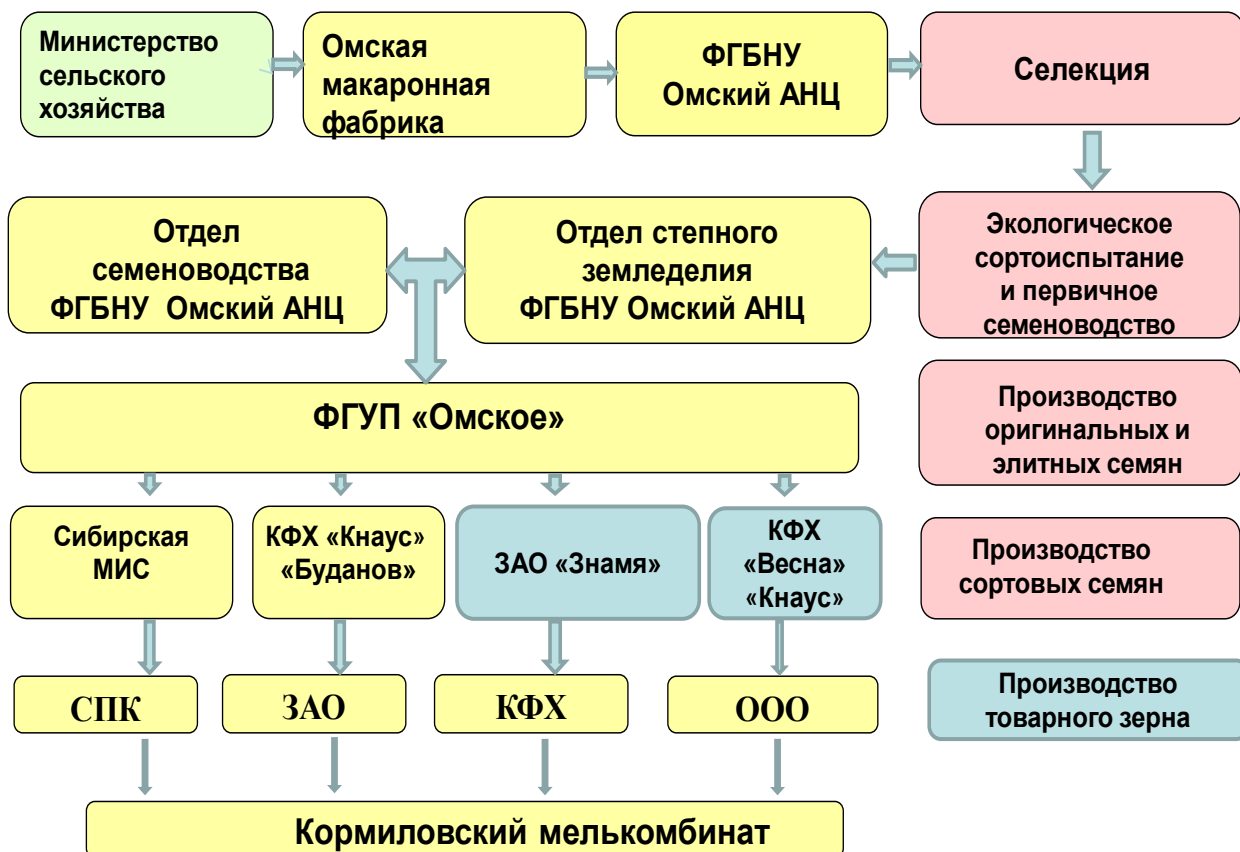 Министерство
сельского
хозяйства
Омская
макаронная
фабрика
ФГБНУ
Омский АНЦ
Селекция
Отдел
семеноводства
ФГБНУ Омский АНЦ
Отдел степного
земледелия
ФГБНУ Омский АНЦ
Экологическое
сортоиспытание
и первичное
семеноводство
ФГУП «Омское»
Производство
оригинальных и
элитных семян
Сибирская
МИС
КФХ «Кнаус»
«Буданов»
ЗАО «Знамя»
КФХ
«Весна»
«Кнаус»
Производство
сортовых семян
СПК
ЗАО
КФХ
ООО
Производство
товарного зерна
Кормиловский мелькомбинат